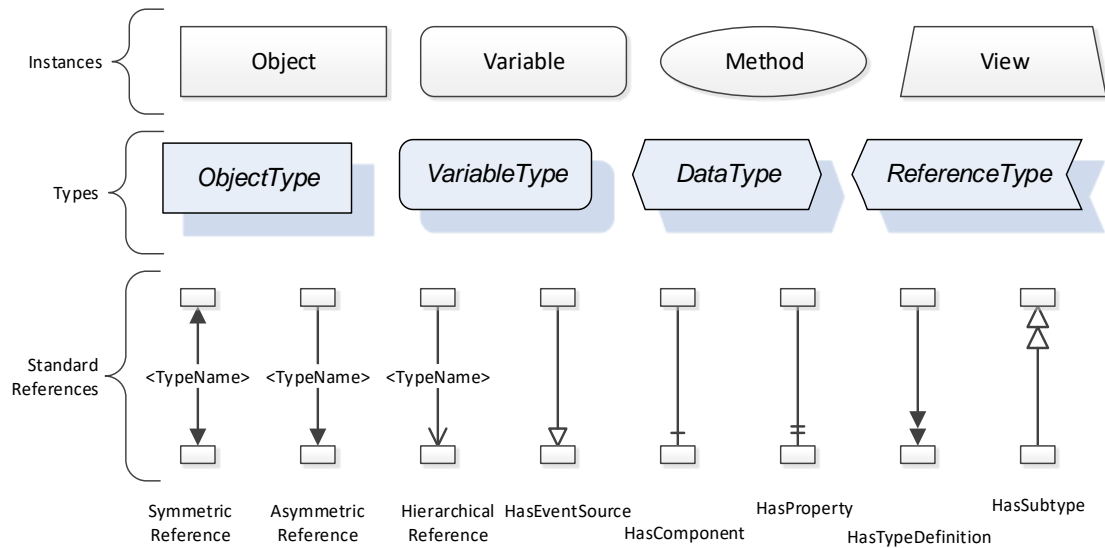 Instances
Object
Variable
Method
View
Types
ObjectType
VariableType
DataType
ReferenceType
Standard
References
<TypeName>
<TypeName>
<TypeName>
Symmetric
Reference
Asymmetric
Reference
Hierarchical
Reference
HasEventSource
HasComponent
HasProperty
HasTypeDefinition
HasSubtype